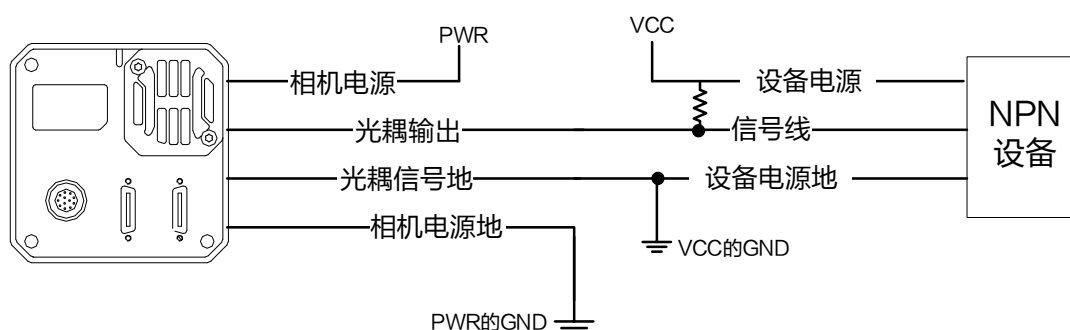 PWR
VCC
相机电源
设备电源
光耦输出
信号线
NPN
设备
光耦信号地
设备电源地
相机电源地
VCC的GND
PWR的GND